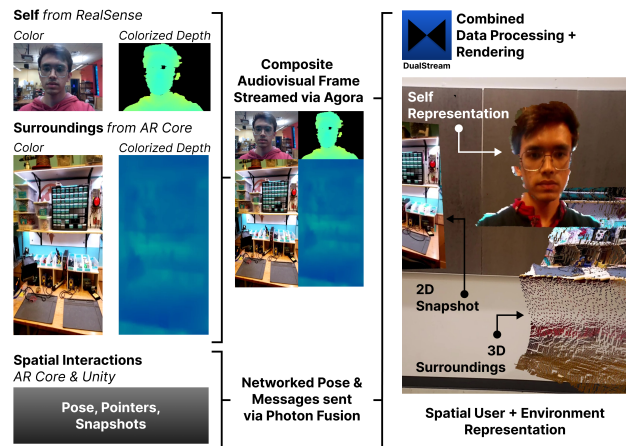 Self from RealSense
Color
Colorized Depth
Surroundings from AR Core
Color
Colorized Depth
Spatial Interactions
AR Core & Unity
Pose, Pointers,
Snapshots
Composite
Audiovisual Frame
Streamed via Agora
Networked Pose &
Messages sent
via Photon Fusion
DualStream
Combined
Data Processing +
Rendering
Self
Representation
2D
Snapshot
3D
Surroundings
Spatial User + Environment
Representation